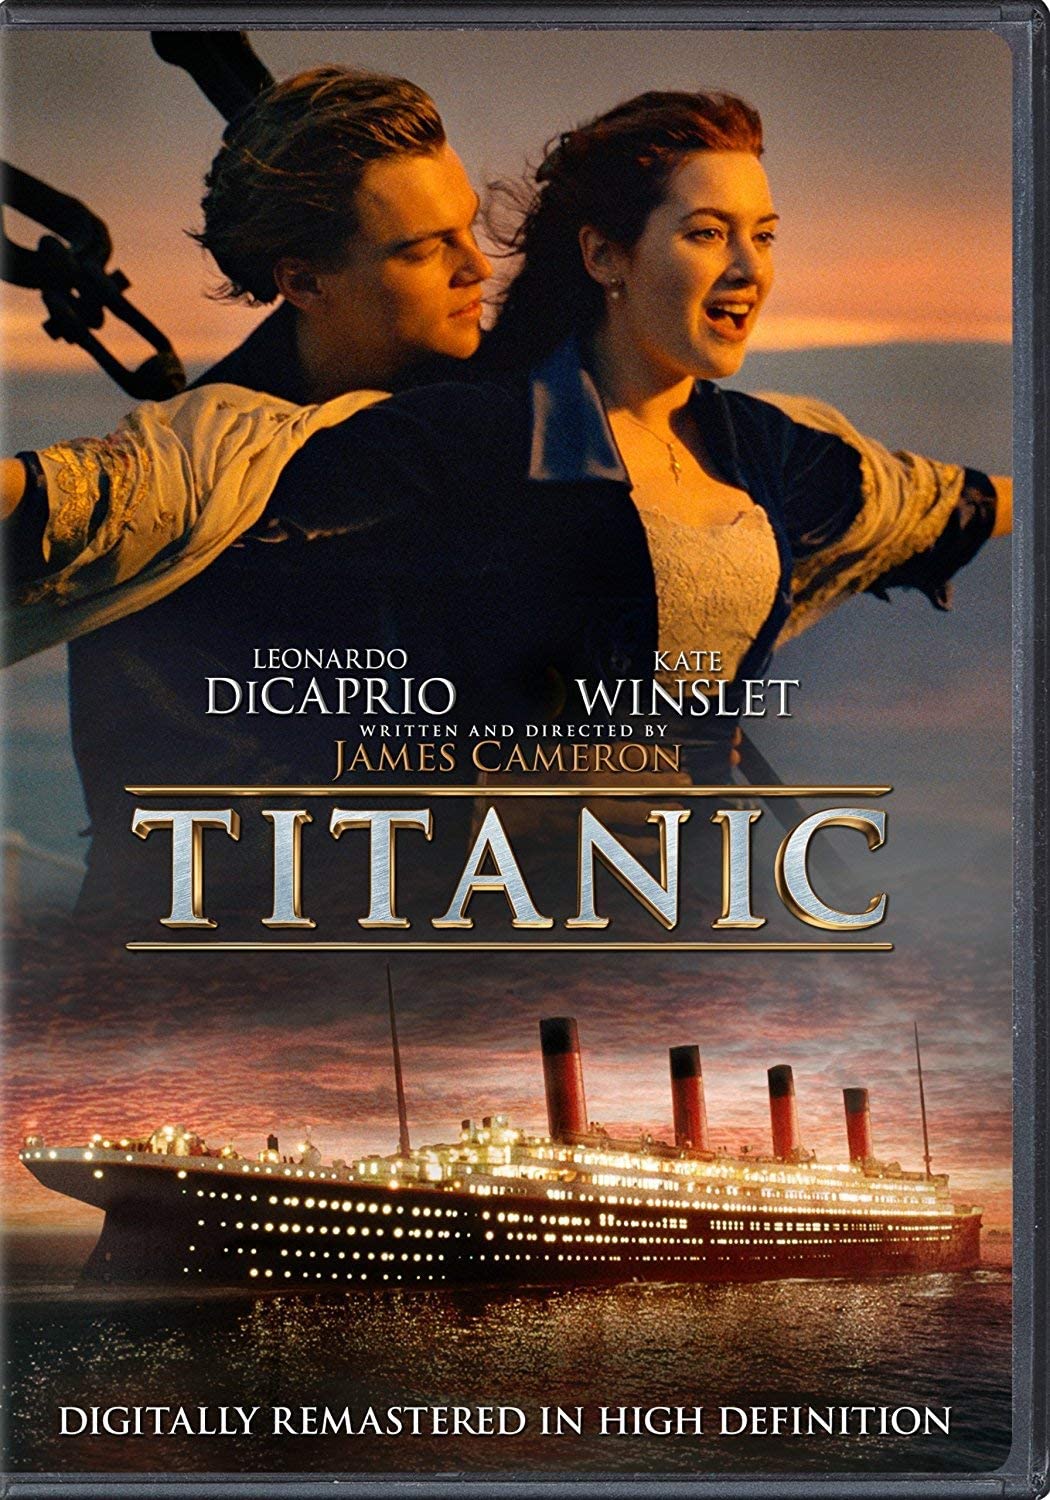 LEONARDO
DiCAPRIO
KATE
WINSLET
WRITTEN AND DIRECTED BY
JAMES CAMERON
TITANIC
DIGITALLY REMASTERED IN HIGH DEFINITION